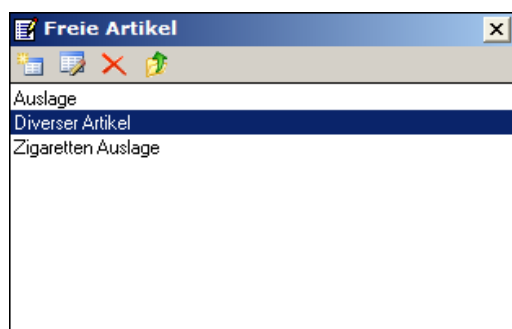 Freie Artikel
Auslage
Diverser Artikel
Zigaretten Auslage